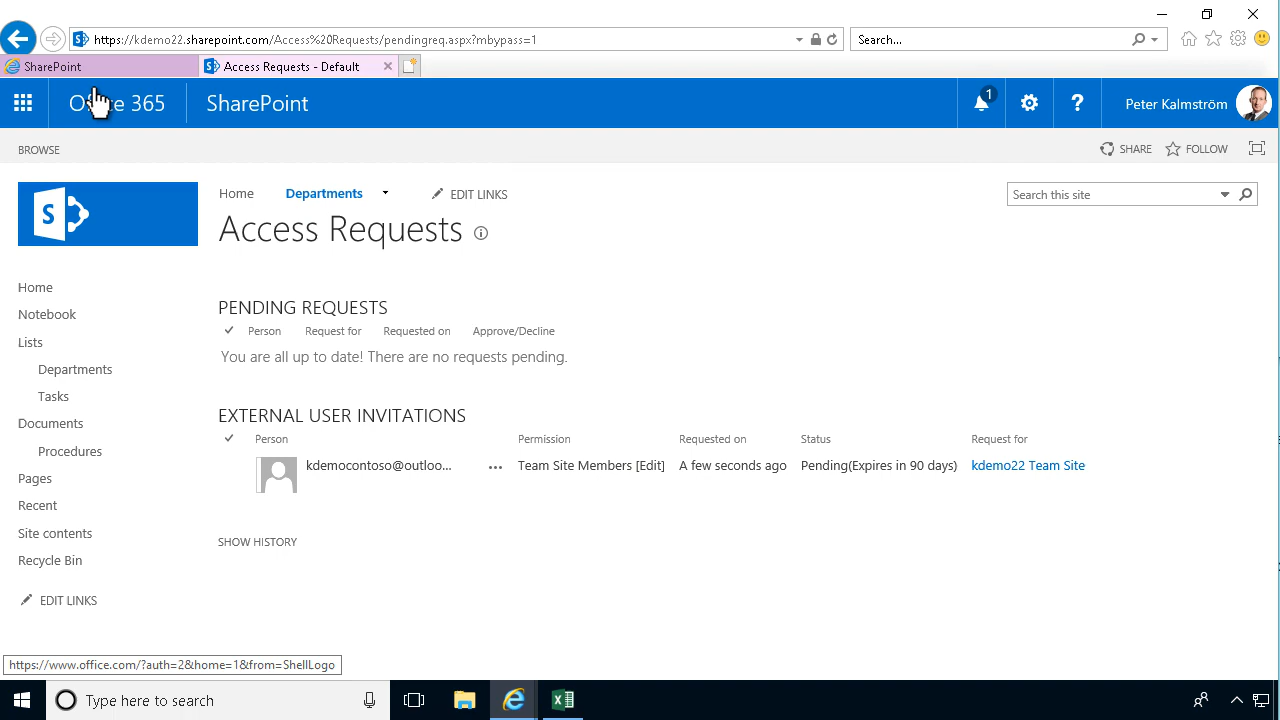 https://kdemo22.sharepoint.com/Access%20Requests/pendingreq.aspx?mbypass=1
Search...
SharePoint
Access Requests - Default
Office 365
SharePoint
1
Peter Kalmström
BROWSE
SHARE
FOLLOW
Home
Departments
EDIT LINKS
Search this site
Access Requests
Home
Notebook
Lists
Departments
Tasks
Documents
Procedures
Pages
Recent
Site contents
Recycle Bin
EDIT LINKS
PENDING REQUESTS
Person Request for Requested on Approve/Decline
You are all up to date! There are no requests pending.
EXTERNAL USER INVITATIONS
Person Permission Requested on Status Request for
kdemocontoso@outloo... ... Team Site Members [Edit] A few seconds ago Pending(Expires in 90 days) kdemo22 Team Site
SHOW HISTORY
https://www.office.com/?auth=2&home=1&from=ShellLogo
Type here to search